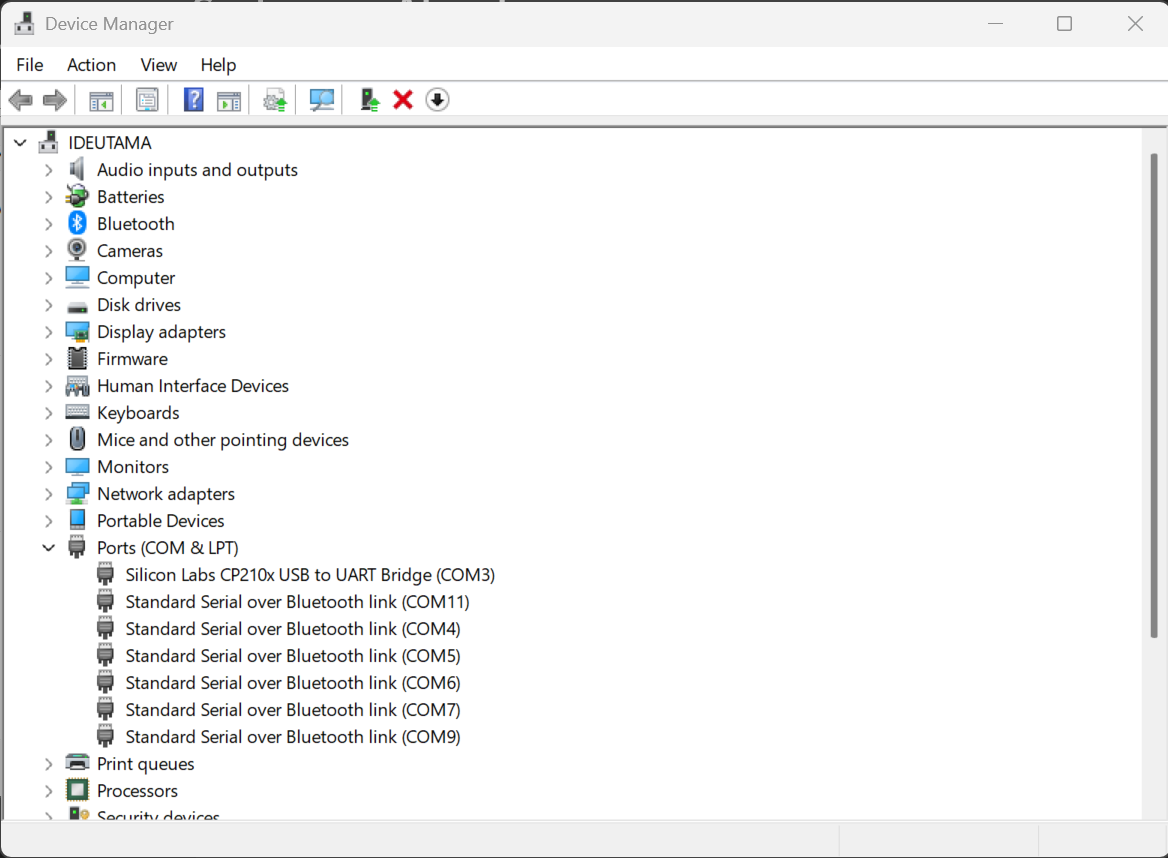 Device Manager
File Action View Help
IDEUTAMA
Audio inputs and outputs
Batteries
Bluetooth
Cameras
Computer
Disk drives
Display adapters
Firmware
Human Interface Devices
Keyboards
Mice and other pointing devices
Monitors
Network adapters
Portable Devices
Ports (COM & LPT)
Silicon Labs CP210x USB to UART Bridge (COM3)
Standard Serial over Bluetooth link (COM11)
Standard Serial over Bluetooth link (COM4)
Standard Serial over Bluetooth link (COM5)
Standard Serial over Bluetooth link (COM6)
Standard Serial over Bluetooth link (COM7)
Standard Serial over Bluetooth link (COM9)
Print queues
Processors
Security devices